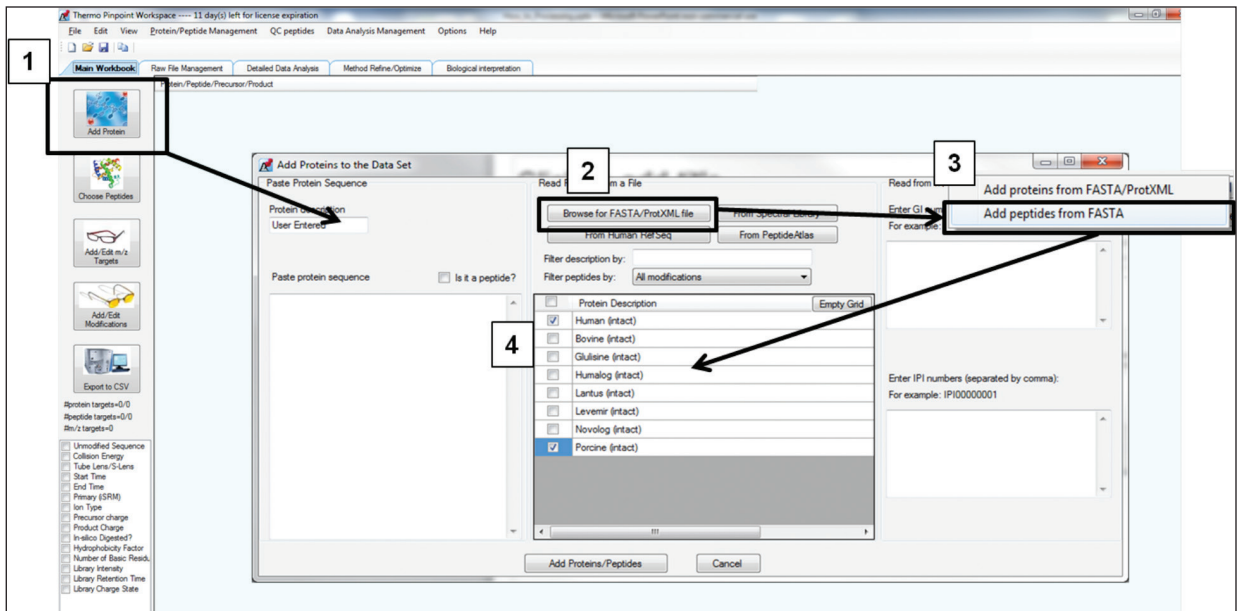 Thermo Pinpoint Workspace ---- 11 day(s) left for license expiration
File Edit View Protein/Peptide Management QC peptides Data Analysis Management Options Help
1
Main Workbook Raw File Management Detailed Data Analysis Method Refine/Optimize Biological interpretation
Protein/Peptide/Precursor/Product
Add Protein
Choose Peptides
Add/Edit m/z
Targets
Add/Edit
Modifications
Export to CSV
#protein targets=0/0
#peptide targets=0/0
#m/z targets=0
Unmodified Sequence
Collision Energy
Tube Lens/S-Lens
Start Time
End Time
Primary (iSRM)
Ion Type
Precursor charge
Product Charge
In-silico Digested?
Hydrophobicity Factor
Number of Basic Residu
Library Intensity
Library Retention Time
Library Charge State
Add Proteins to the Data Set
Paste Protein Sequence
Protein description
User Entered
Paste protein sequence
Is it a peptide?
2
Read from a File
Browse for FASTA/ProtXML file
From Spectral Library
From Human RefSeq
From PeptideAtlas
Filter description by:
Filter peptides by: All modifications
Protein Description Empty Grid
Human (intact)
Bovine (intact)
Glulisine (intact)
Humalog (intact)
Lantus (intact)
Levemir (intact)
Novolog (intact)
Porcine (intact)
4
3
Read from
Add proteins from FASTA/ProtXML
Add peptides from FASTA
Enter GI num
For example:
Enter IPI numbers (separated by comma):
For example: IPI00000001
Add Proteins/Peptides
Cancel